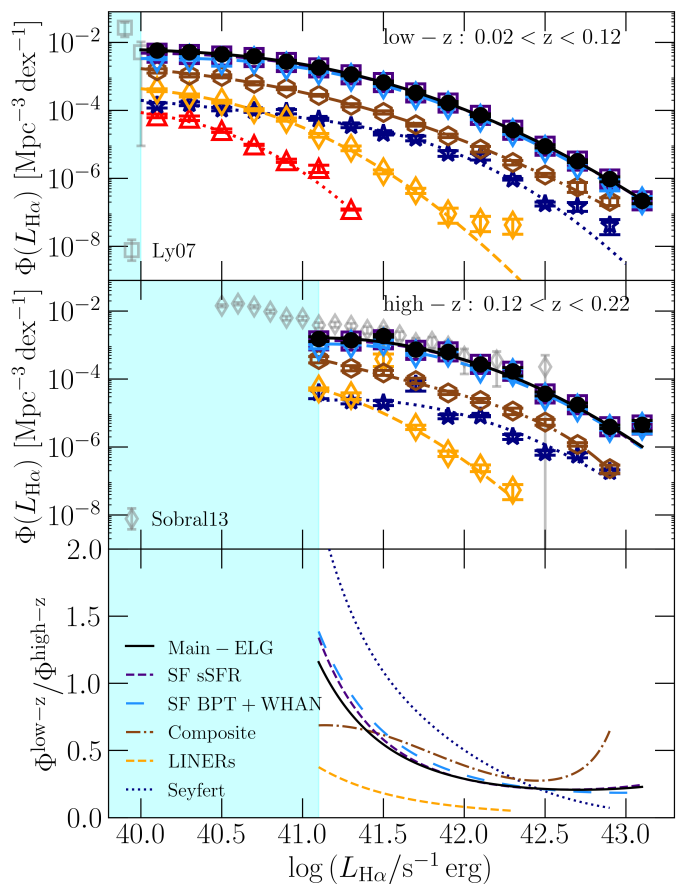 10⁻²
10⁻⁴
10⁻⁶
10⁻⁸
Φ(L_Hα) [Mpc⁻³ dex⁻¹]
low − z : 0.02 < z < 0.12
Ly07
10⁻²
10⁻⁴
10⁻⁶
10⁻⁸
Φ(L_Hα) [Mpc⁻³ dex⁻¹]
high − z : 0.12 < z < 0.22
Sobral13
2.0
1.5
1.0
0.5
0.0
Φ^low−z/Φ^high−z
Main − ELG
SF sSFR
SF BPT + WHAN
Composite
LINERs
Seyfert
40.0 40.5 41.0 41.5 42.0 42.5 43.0
log (L_Hα/s⁻¹ erg)